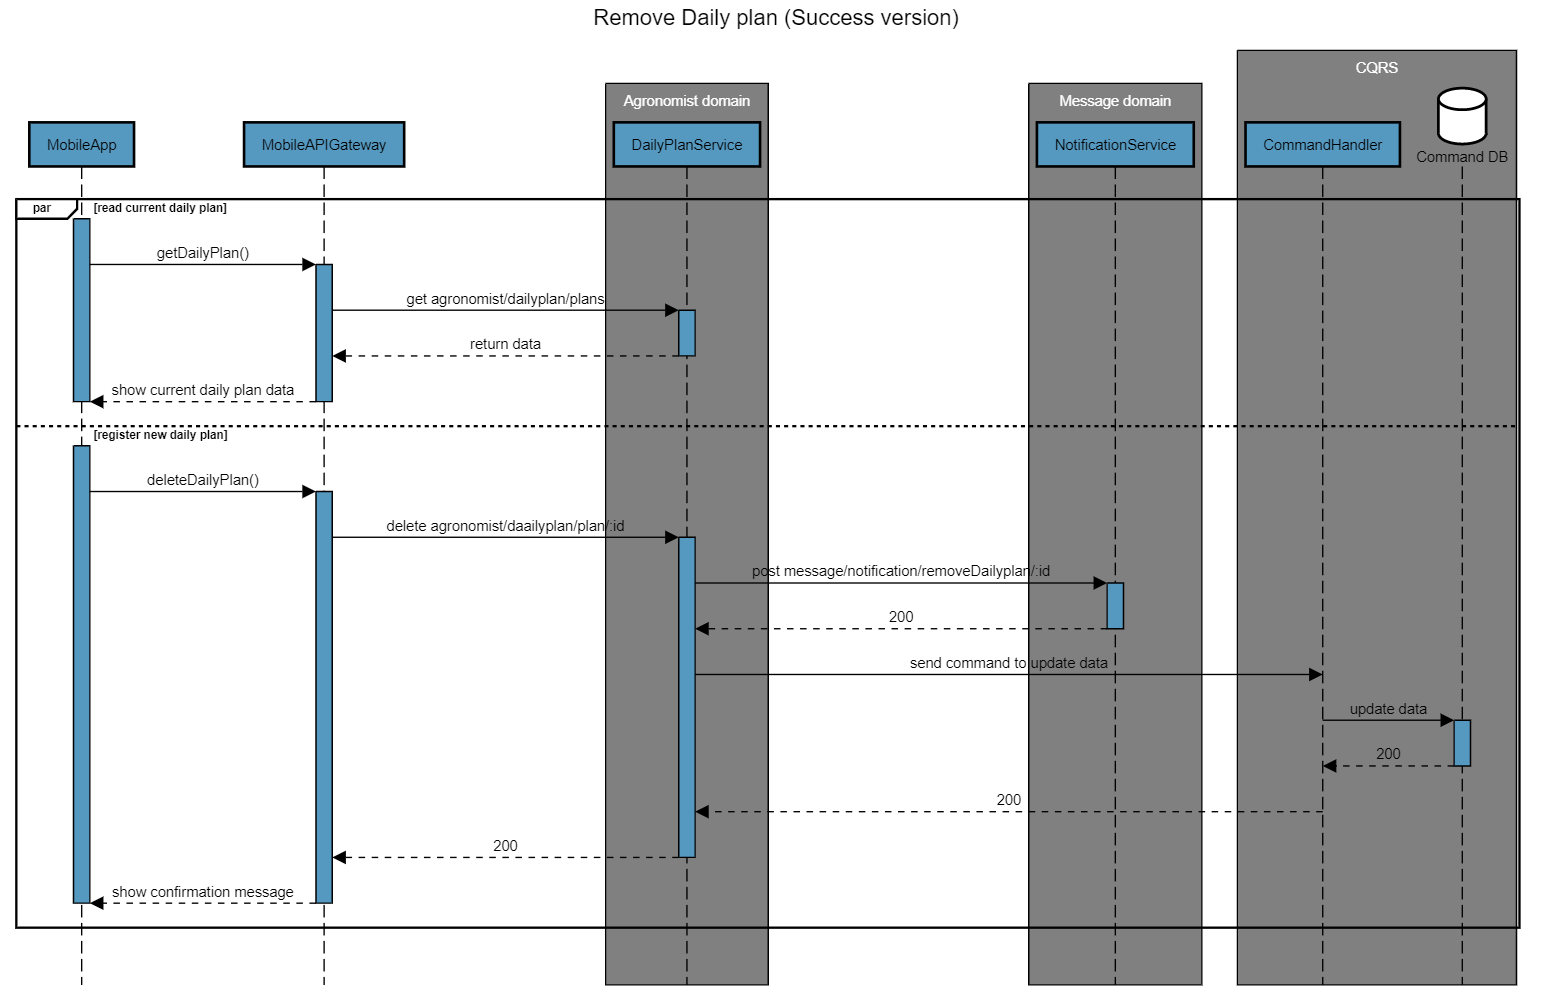 Remove Daily plan (Success version)
CQRS
Agronomist domain
Message domain
MobileApp
MobileAPIGateway
DailyPlanService
NotificationService
CommandHandler
Command DB
par
[read current daily plan]
getDailyPlan()
get agronomist/dailyplan/plans
return data
show current daily plan data
[register new daily plan]
deleteDailyPlan()
delete agronomist/daailyplan/plan/:id
post message/notification/removeDailyplan/:id
200
send command to update data
update data
200
200
200
show confirmation message